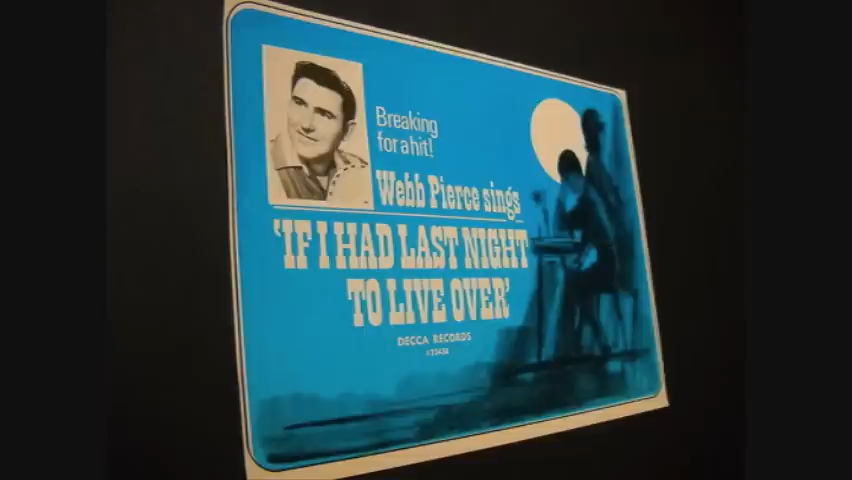 Breaking
for a hit!
Webb Pierce sings
'IF I HAD LAST NIGHT
TO LIVE OVER'
DECCA RECORDS